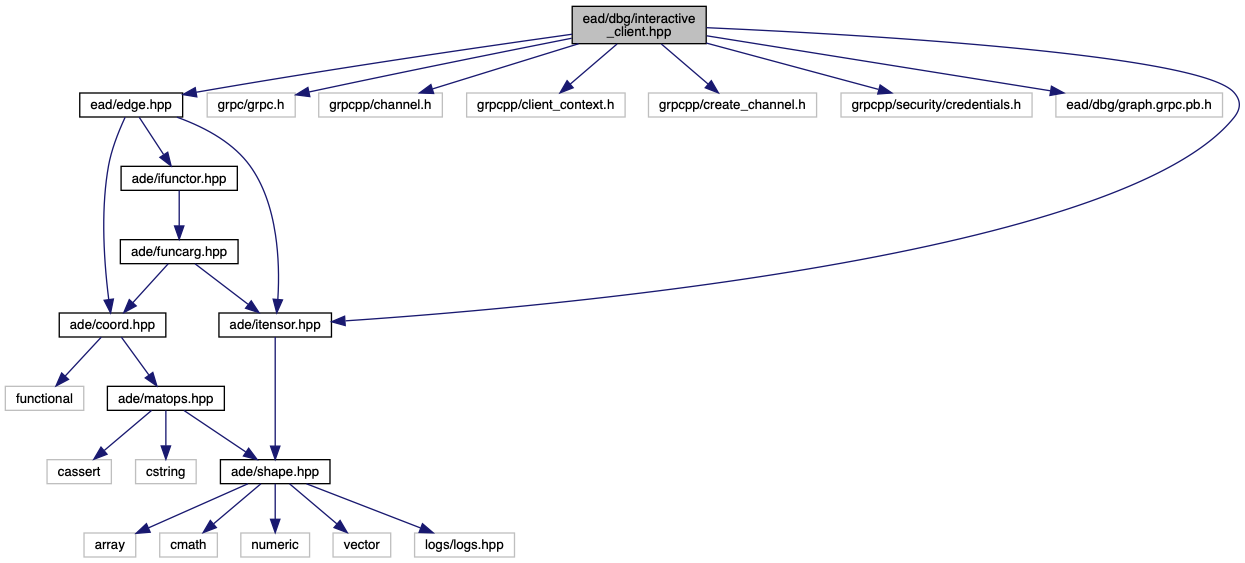 ead/dbg/interactive
_client.hpp
ead/edge.hpp
grpc/grpc.h
grpcpp/channel.h
grpcpp/client_context.h
grpcpp/create_channel.h
grpcpp/security/credentials.h
ead/dbg/graph.grpc.pb.h
ade/ifunctor.hpp
ade/funcarg.hpp
ade/coord.hpp
ade/itensor.hpp
functional
ade/matops.hpp
cassert
cstring
ade/shape.hpp
array
cmath
numeric
vector
logs/logs.hpp